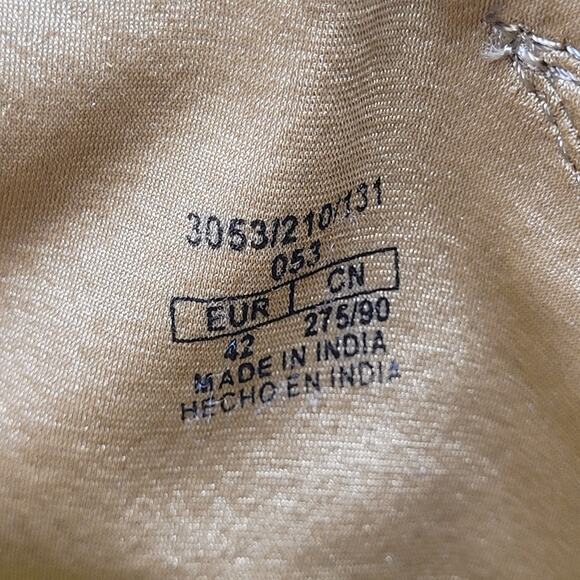 3053/210/131
053
EUR CN
42 275/90
MADE IN INDIA
HECHO EN INDIA